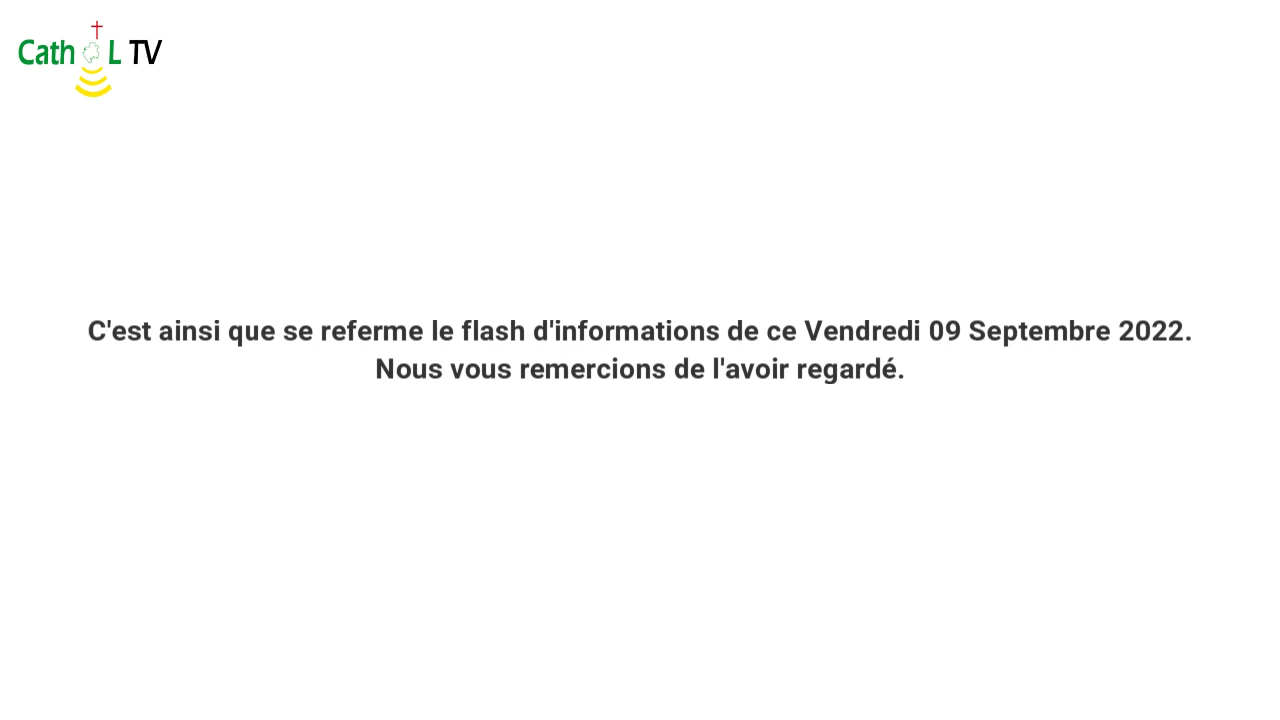 Cath L TV
C'est ainsi que se referme le flash d'informations de ce Vendredi 09 Septembre 2022.
Nous vous remercions de l'avoir regardé.